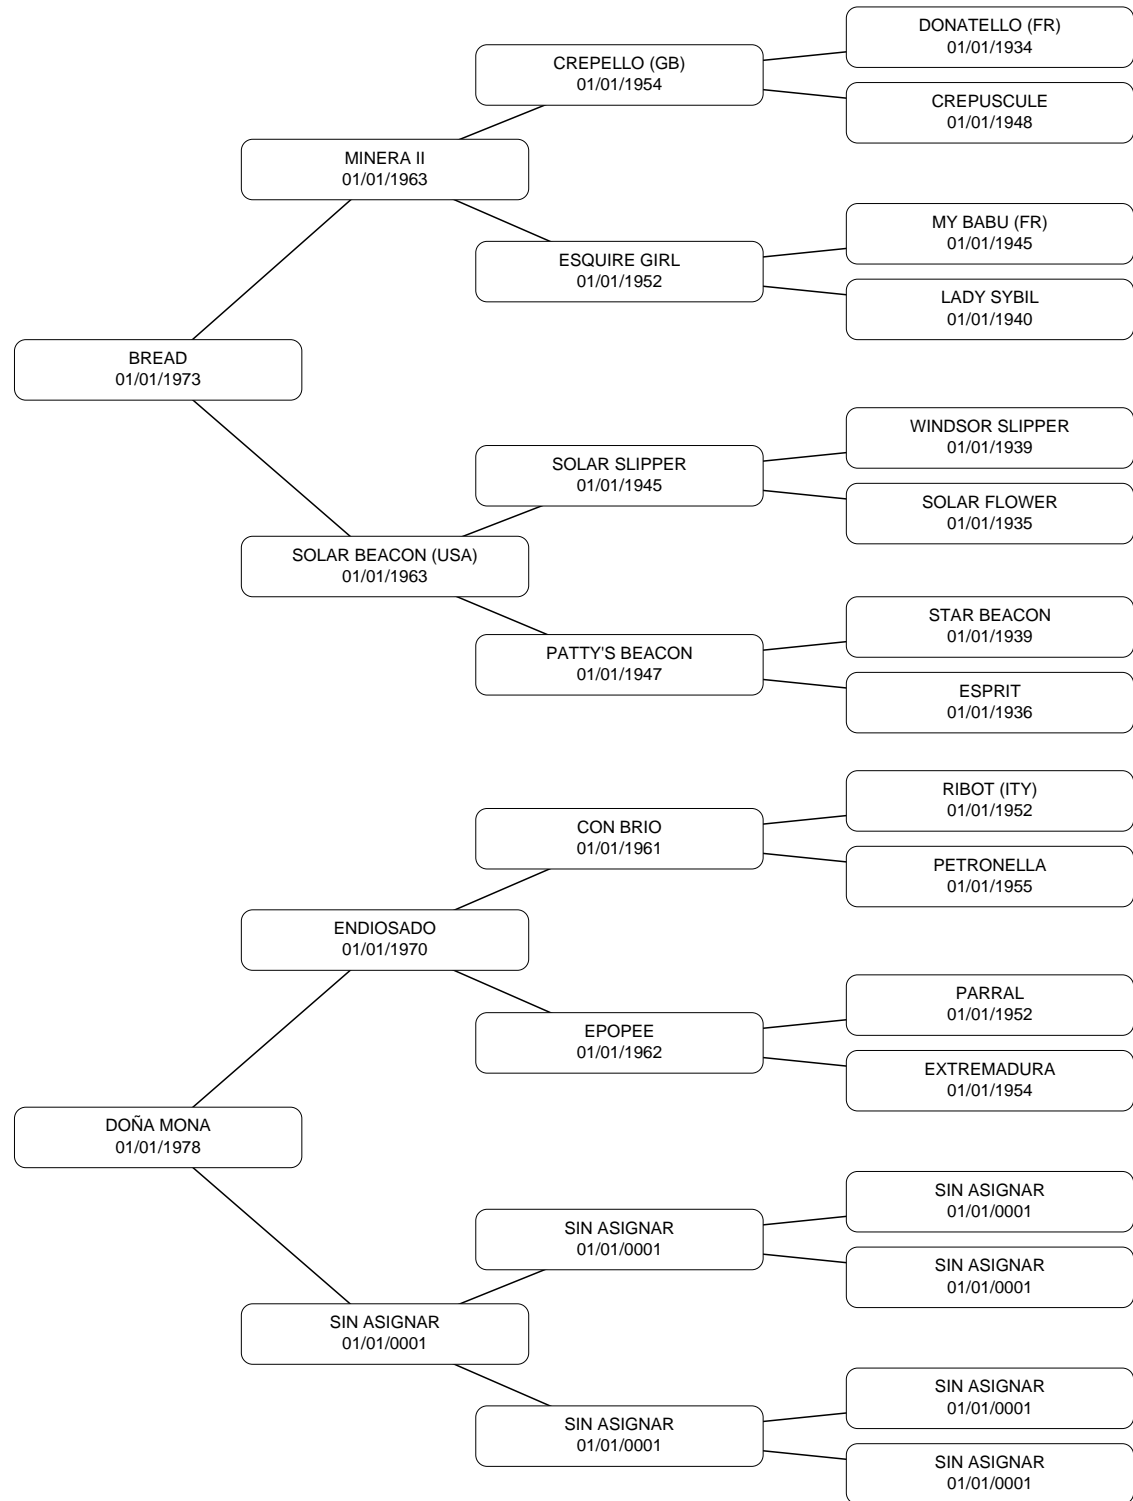 DONATELLO (FR)
01/01/1934
CREPELLO (GB)
01/01/1954
CREPUSCULE
01/01/1948
MINERA II
01/01/1963
MY BABU (FR)
01/01/1945
ESQUIRE GIRL
01/01/1952
LADY SYBIL
01/01/1940
BREAD
01/01/1973
WINDSOR SLIPPER
01/01/1939
SOLAR SLIPPER
01/01/1945
SOLAR FLOWER
01/01/1935
SOLAR BEACON (USA)
01/01/1963
STAR BEACON
01/01/1939
PATTY'S BEACON
01/01/1947
ESPRIT
01/01/1936
RIBOT (ITY)
01/01/1952
CON BRIO
01/01/1961
PETRONELLA
01/01/1955
ENDIOSADO
01/01/1970
PARRAL
01/01/1952
EPOPEE
01/01/1962
EXTREMADURA
01/01/1954
DOÑA MONA
01/01/1978
SIN ASIGNAR
01/01/0001
SIN ASIGNAR
01/01/0001
SIN ASIGNAR
01/01/0001
SIN ASIGNAR
01/01/0001
SIN ASIGNAR
01/01/0001
SIN ASIGNAR
01/01/0001
SIN ASIGNAR
01/01/0001